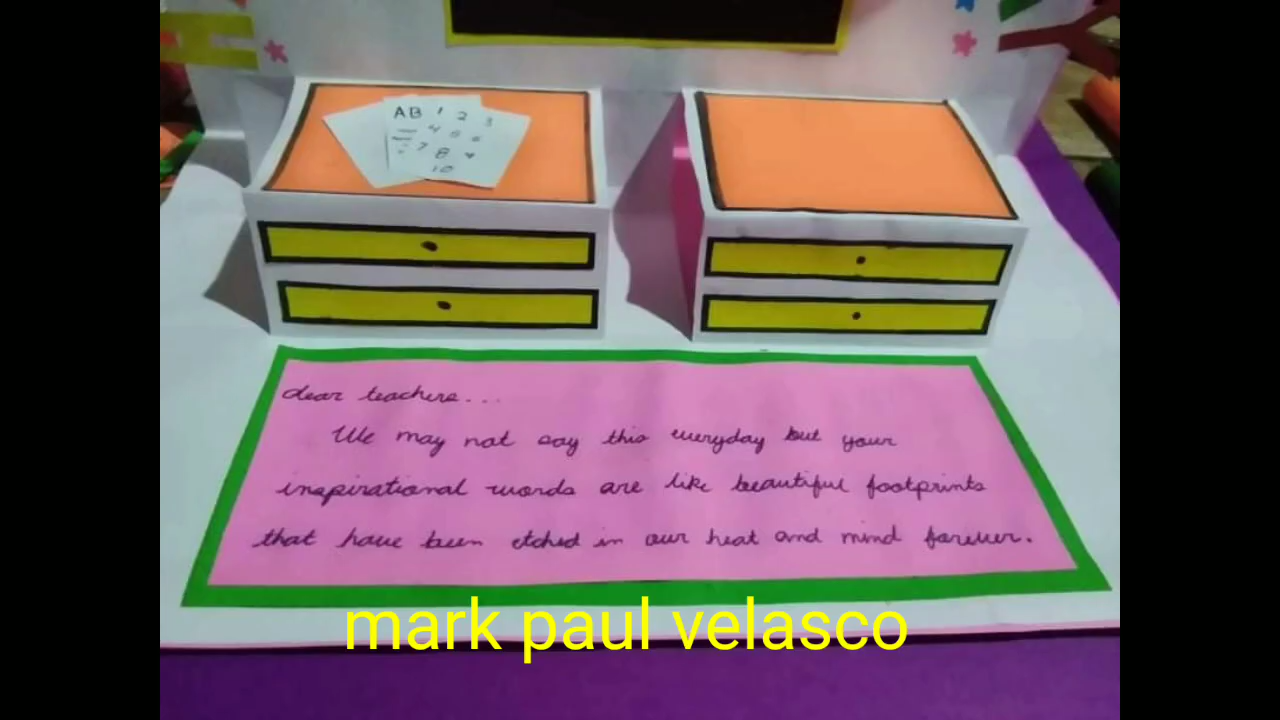 AB 1 2 3
4 5 6
7 8 9
10
dear teachers...
We may not say this everyday but your
inspirational words are like beautiful footprints
that have been etched in our heat and mind forever.
mark paul velasco